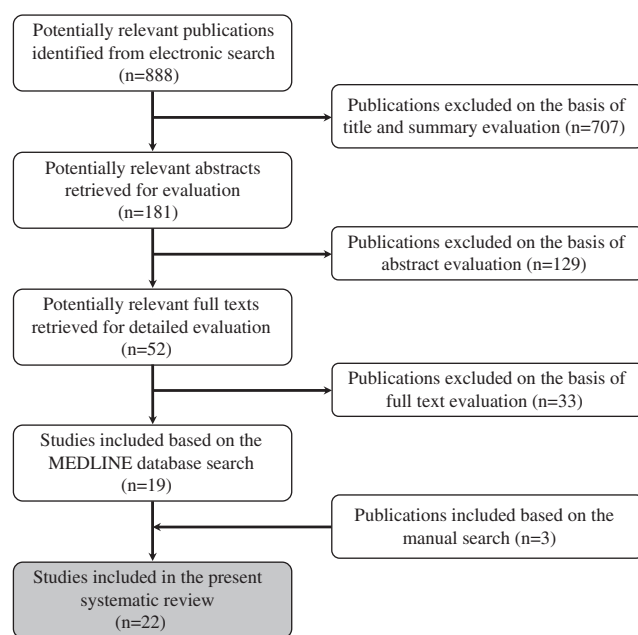 Potentially relevant publications
identified from electronic search
(n=888)
Publications excluded on the basis of
title and summary evaluation (n=707)
Potentially relevant abstracts
retrieved for evaluation
(n=181)
Publications excluded on the basis of
abstract evaluation (n=129)
Potentially relevant full texts
retrieved for detailed evaluation
(n=52)
Publications excluded on the basis of
full text evaluation (n=33)
Studies included based on the
MEDLINE database search
(n=19)
Publications included based on the
manual search (n=3)
Studies included in the present
systematic review
(n=22)